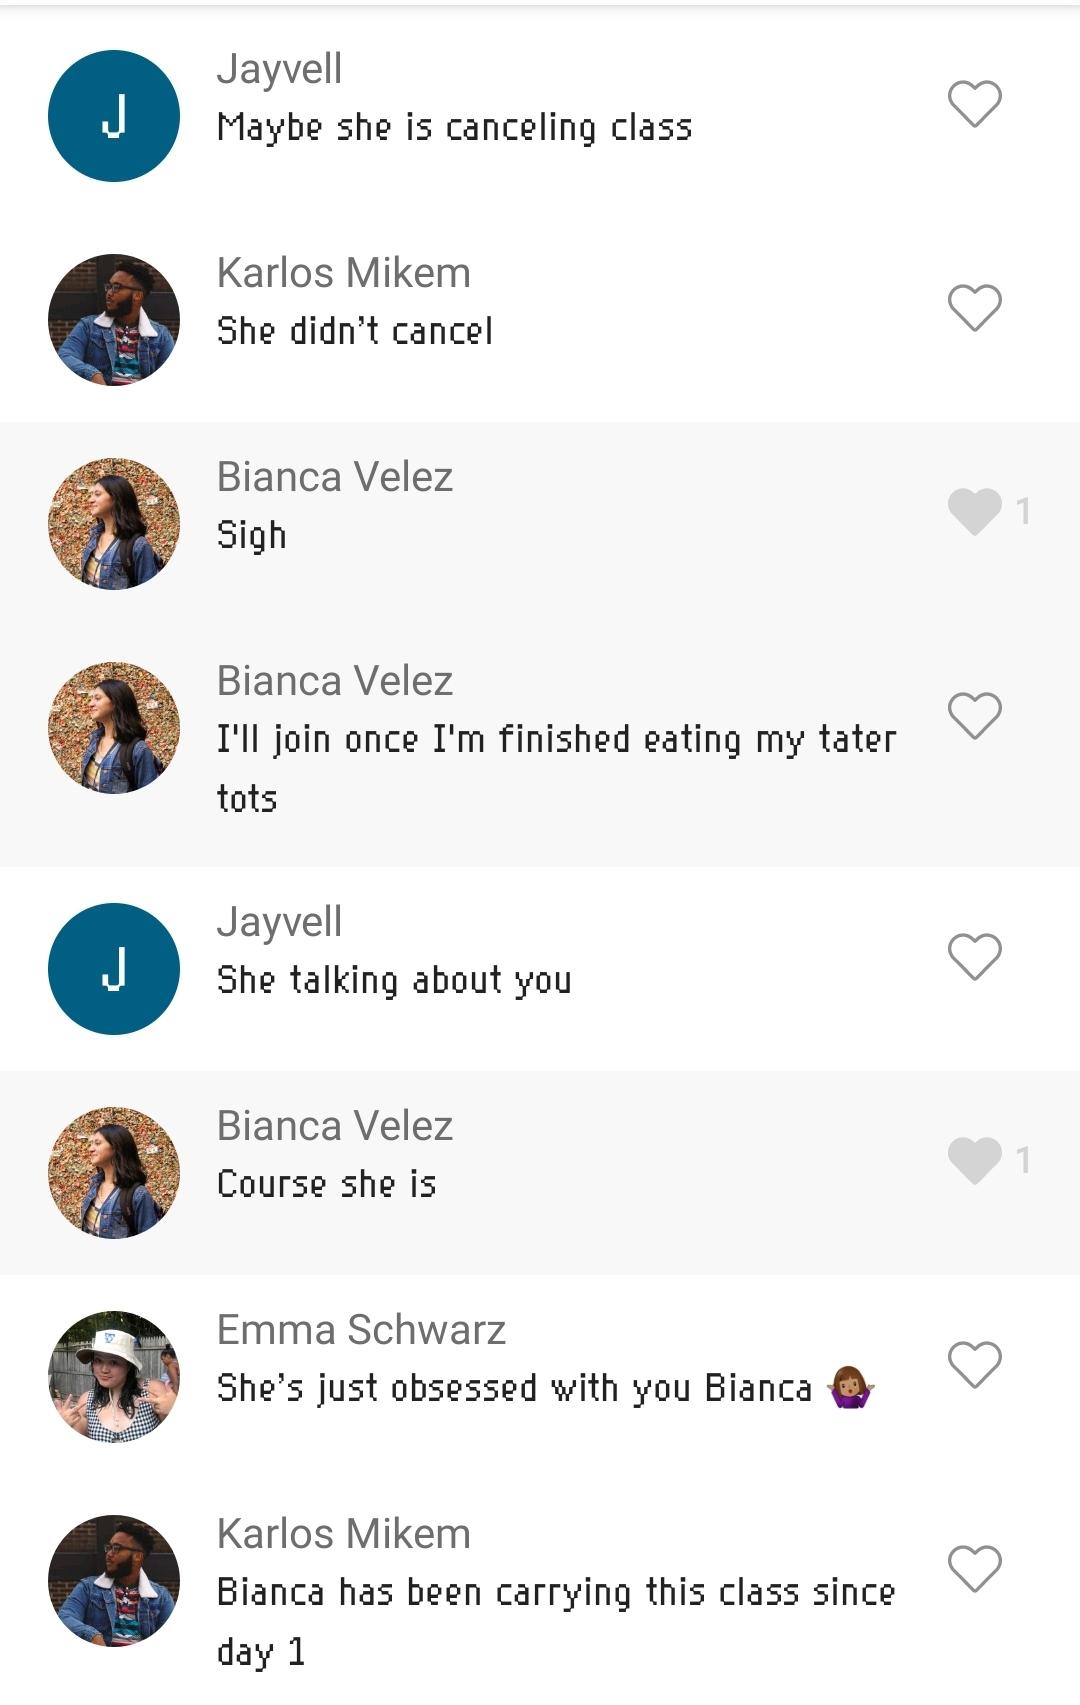 Jayvell
J
Maybe she is canceling class
Karlos Mikem
She didn’t cancel
Bianca Velez
Sigh
1
Bianca Velez
I'll join once I'm finished eating my tater
tots
Jayvell
J
She talking about you
Bianca Velez
Course she is
1
Emma Schwarz
She’s just obsessed with you Bianca 🤷🏽‍♀️
Karlos Mikem
Bianca has been carrying this class since
day 1